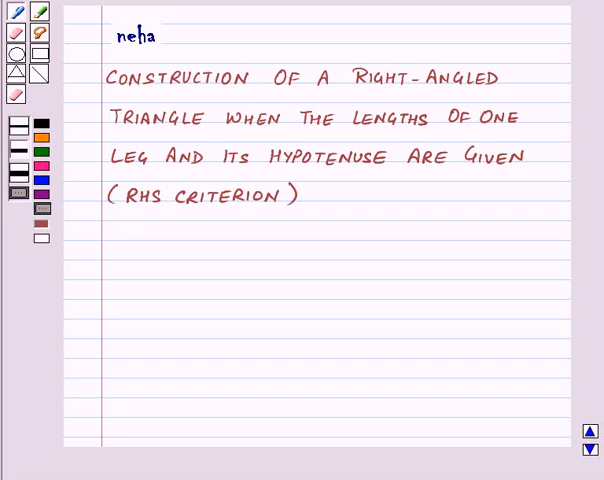 neha
CONSTRUCTION OF A RIGHT-ANGLED
TRIANGLE WHEN THE LENGTHS OF ONE
LEG AND ITS HYPOTENUSE ARE GIVEN
(RHS CRITERION)